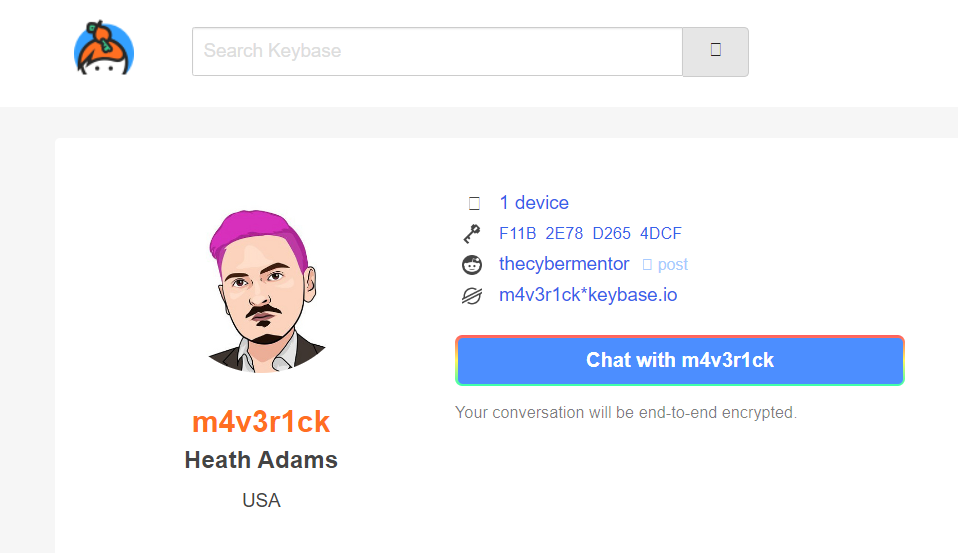 Search Keybase
1 device
F11B 2E78 D265 4DCF
thecybermentor post
m4v3r1ck*keybase.io
Chat with m4v3r1ck
Your conversation will be end-to-end encrypted.
m4v3r1ck
Heath Adams
USA